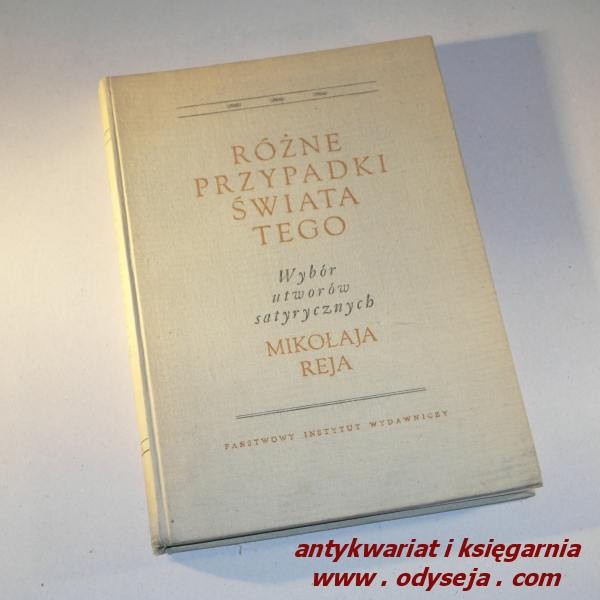 RÓŻNE
PRZYPADKI
ŚWIATA
TEGO
Wybór
utworów
satyrycznych
MIKOŁAJA
REJA
PAŃSTWOWY INSTYTUT WYDAWNICZY
antykwariat i księgarnia
www . odyseja . com